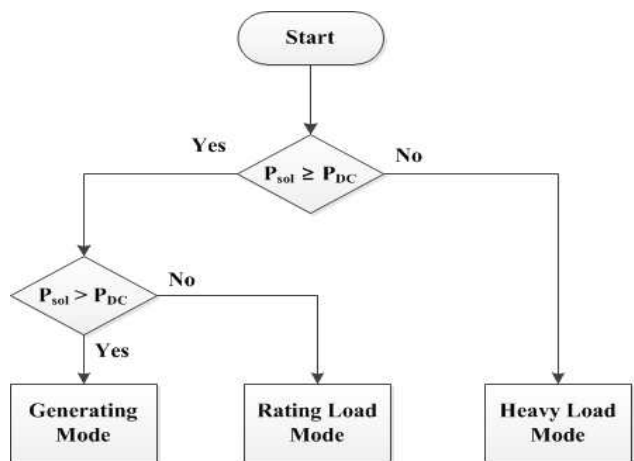 Start
Yes
No
P_sol ≥ P_DC
P_sol > P_DC
No
Yes
Generating
Mode
Rating Load
Mode
Heavy Load
Mode